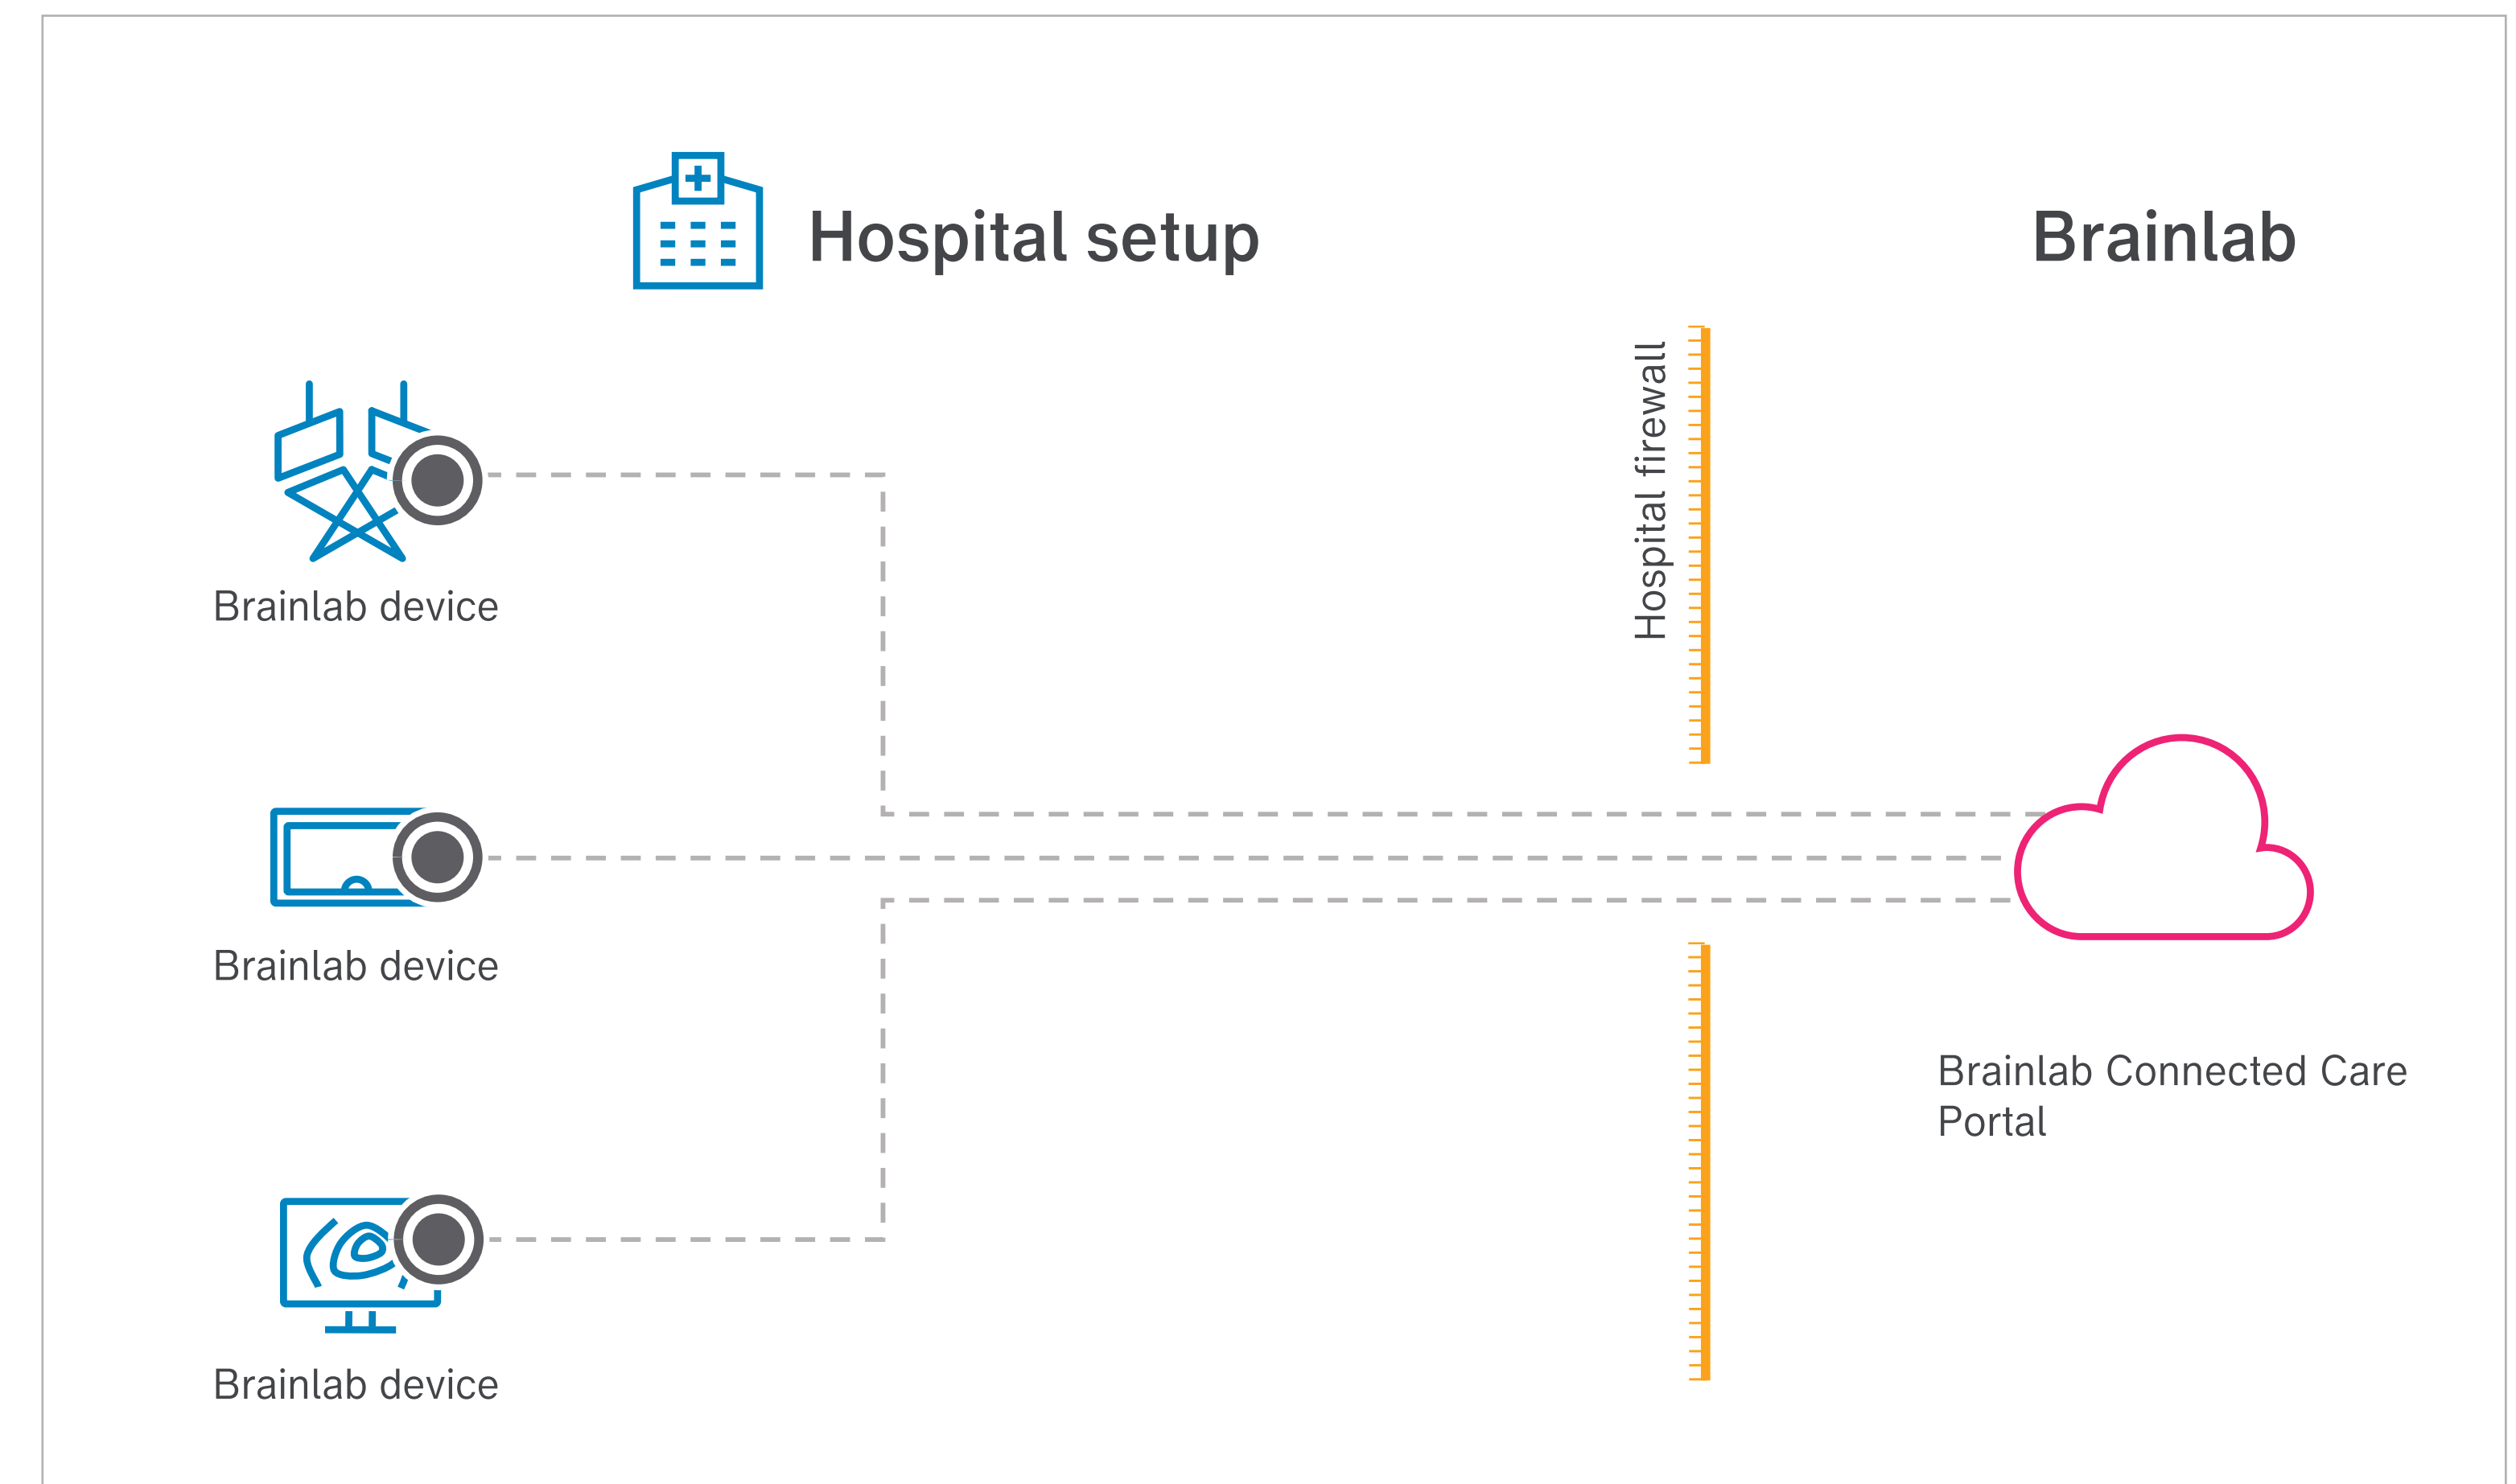 Hospital setup
Brainlab
Hospital firewall
Brainlab device
Brainlab device
Brainlab Connected Care
Portal
Brainlab device